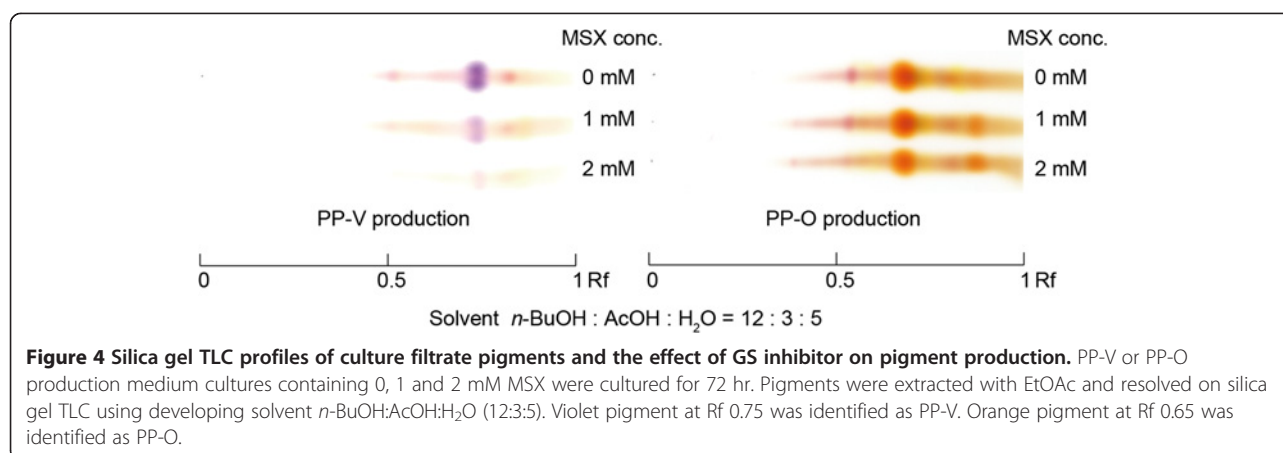 MSX conc.
0 mM
1 mM
2 mM
PP-V production
0 0.5 1 Rf
MSX conc.
0 mM
1 mM
2 mM
PP-O production
0 0.5 1 Rf
Solvent n-BuOH : AcOH : H₂O = 12 : 3 : 5
Figure 4 Silica gel TLC profiles of culture filtrate pigments and the effect of GS inhibitor on pigment production. PP-V or PP-O
production medium cultures containing 0, 1 and 2 mM MSX were cultured for 72 hr. Pigments were extracted with EtOAc and resolved on silica
gel TLC using developing solvent n-BuOH:AcOH:H₂O (12:3:5). Violet pigment at Rf 0.75 was identified as PP-V. Orange pigment at Rf 0.65 was
identified as PP-O.